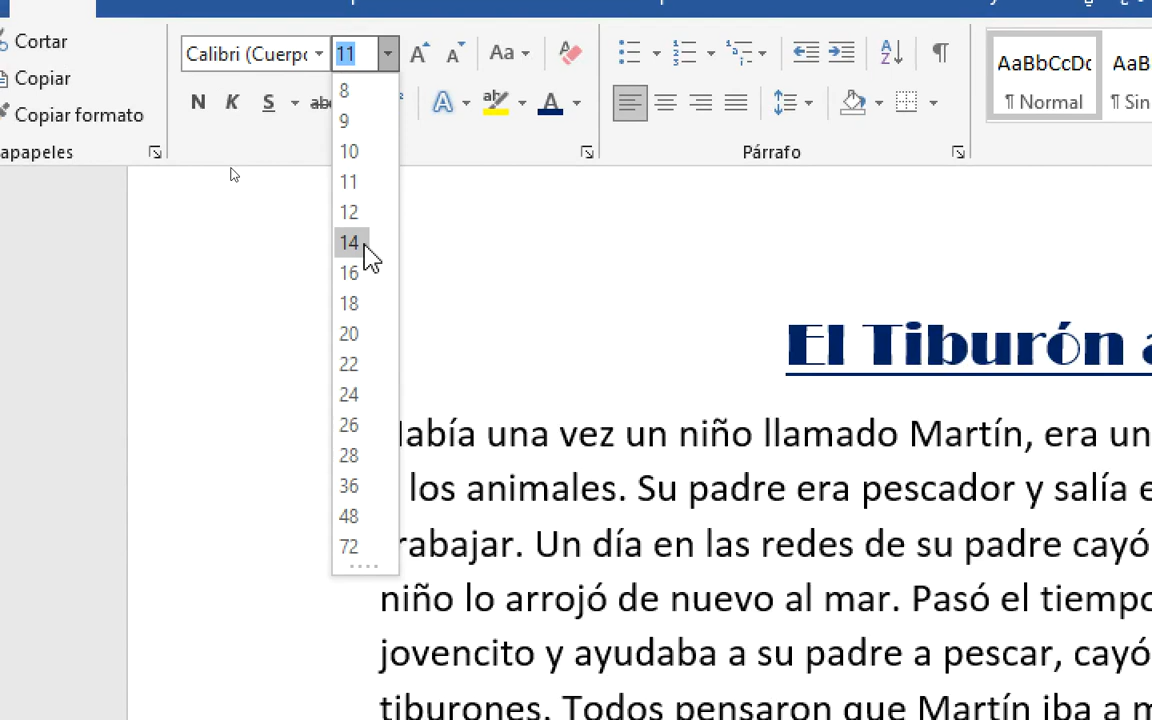 Cortar
Copiar
Copiar formato
apapeles
Calibri (Cuerpo
11
Aa
N K S abc
8
9
10
11
12
14
16
18
20
22
24
26
28
36
48
72
Párrafo
AaBbCcDc
¶ Normal
AaB
¶ Sin
El Tiburón a
Había una vez un niño llamado Martín, era un
los animales. Su padre era pescador y salía e
trabajar. Un día en las redes de su padre cayó
niño lo arrojó de nuevo al mar. Pasó el tiempo
jovencito y ayudaba a su padre a pescar, cayó
tiburones. Todos pensaron que Martín iba a m